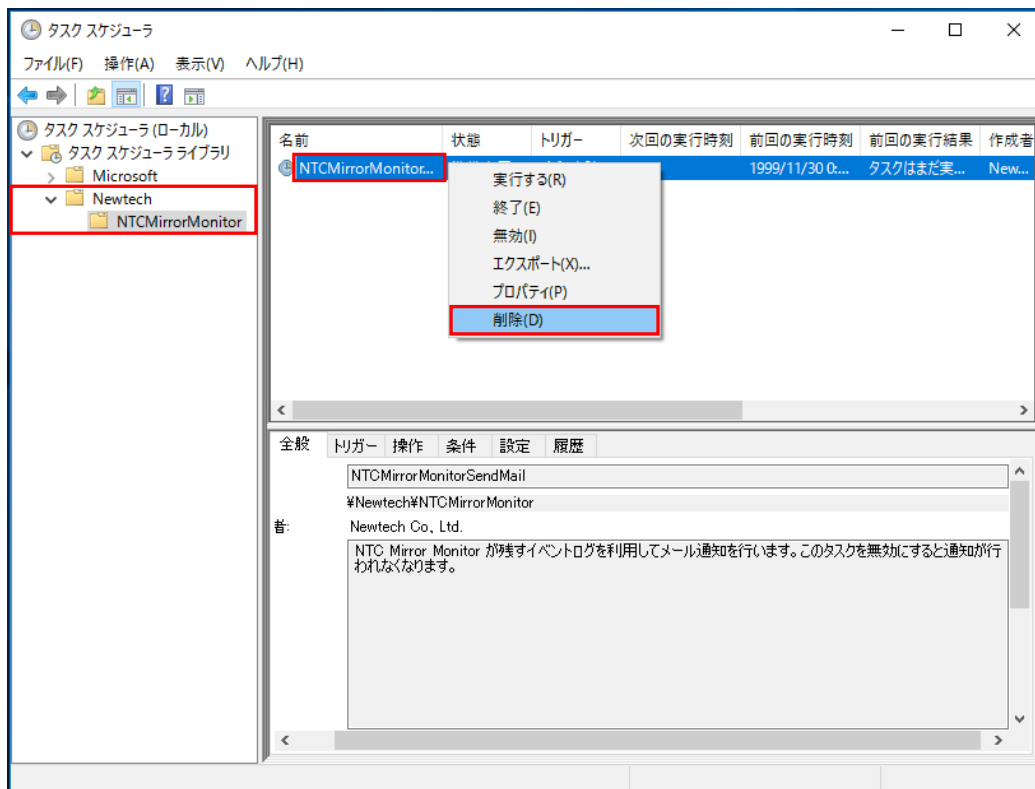 タスク スケジューラ
ファイル(F) 操作(A) 表示(V) ヘルプ(H)
タスク スケジューラ (ローカル)
タスク スケジューラ ライブラリ
Microsoft
Newtech
NTCMirrorMonitor
名前 状態 トリガー 次回の実行時刻 前回の実行時刻 前回の実行結果 作成者
NTCMirrorMonitor... 1999/11/30 0:... タスクはまだ実... New...
実行する(R)
終了(E)
無効(I)
エクスポート(X)...
プロパティ(P)
削除(D)
全般 トリガー 操作 条件 設定 履歴
NTCMirrorMonitorSendMail
¥Newtech¥NTCMirrorMonitor
者: Newtech Co., Ltd.
NTC Mirror Monitor が残すイベントログを利用してメール通知を行います。このタスクを無効にすると通知が行
われなくなります。